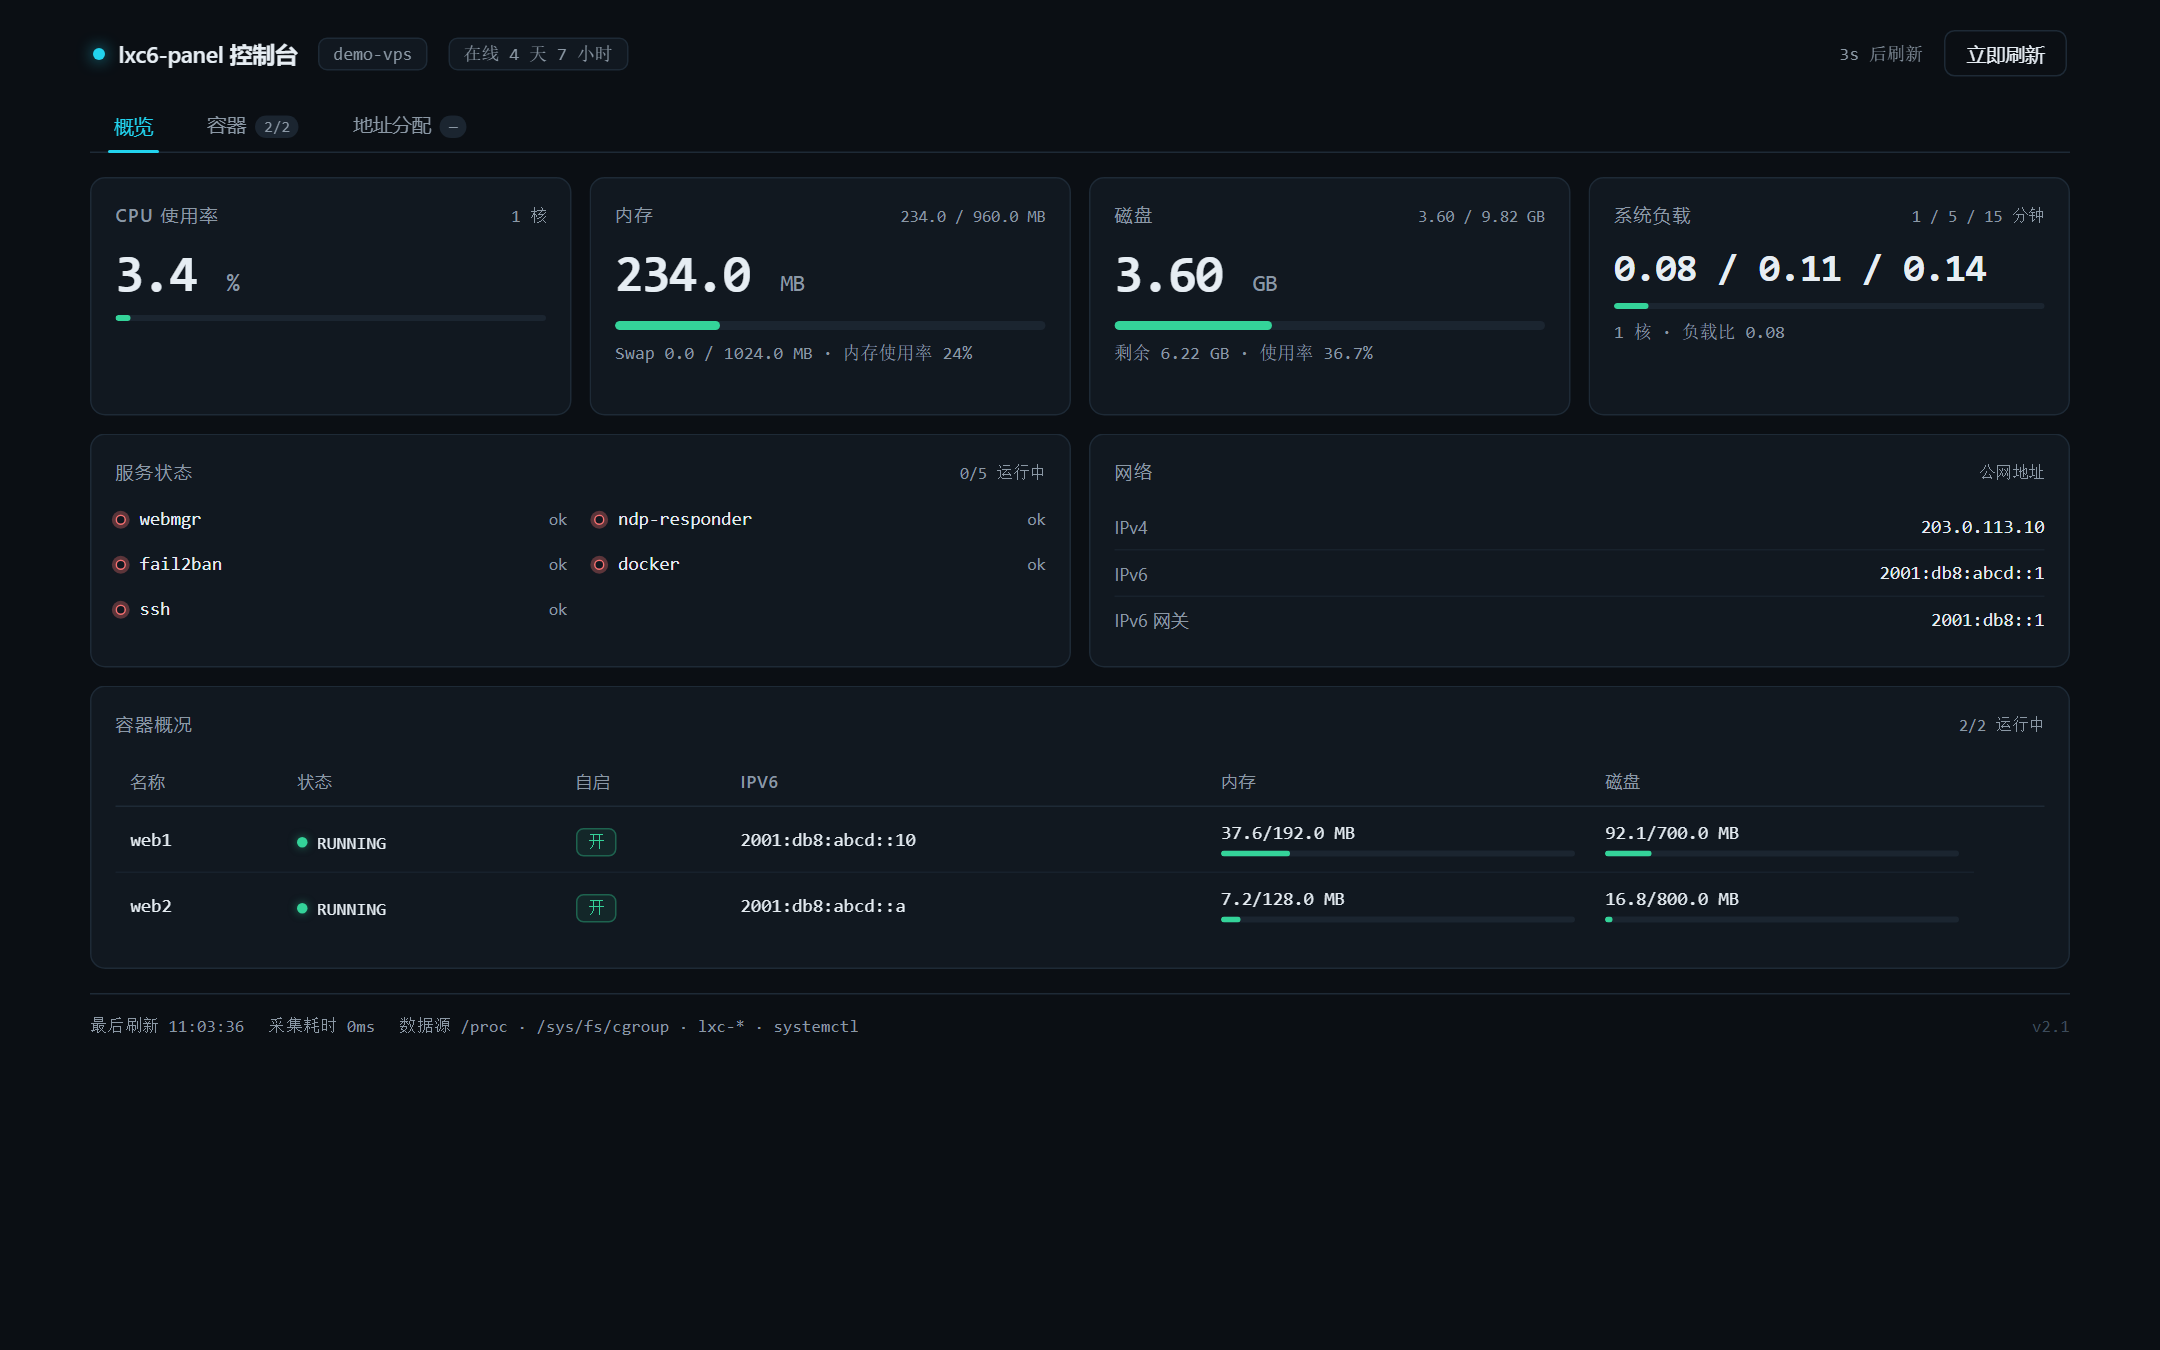 lxc6-panel 控制台 demo-vps 在线 4 天 7 小时 3s 后刷新 立即刷新
概览 容器 2/2 地址分配 —
CPU 使用率 1 核
3.4 %
内存 234.0 / 960.0 MB
234.0 MB
Swap 0.0 / 1024.0 MB · 内存使用率 24%
磁盘 3.60 / 9.82 GB
3.60 GB
剩余 6.22 GB · 使用率 36.7%
系统负载 1 / 5 / 15 分钟
0.08 / 0.11 / 0.14
1 核 · 负载比 0.08
服务状态 0/5 运行中
webmgr ok ndp-responder ok
fail2ban ok docker ok
ssh ok
网络 公网地址
IPv4 203.0.113.10
IPv6 2001:db8:abcd::1
IPv6 网关 2001:db8::1
容器概况 2/2 运行中
名称 状态 自启 IPV6 内存 磁盘
web1 RUNNING 开 2001:db8:abcd::10 37.6/192.0 MB 92.1/700.0 MB
web2 RUNNING 开 2001:db8:abcd::a 7.2/128.0 MB 16.8/800.0 MB
最后刷新 11:03:36 采集耗时 0ms 数据源 /proc · /sys/fs/cgroup · lxc-* · systemctl v2.1